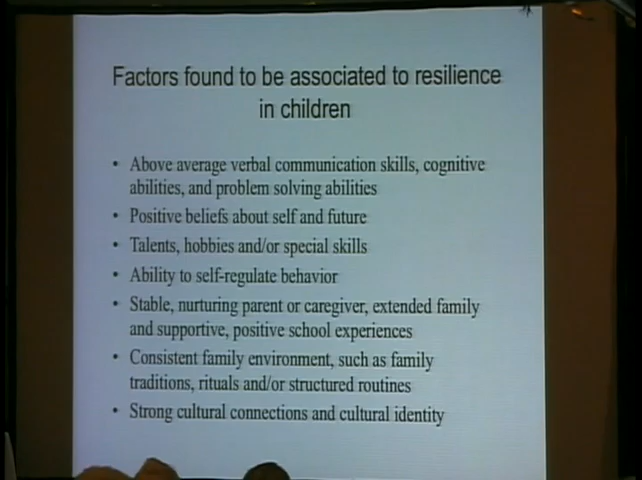 Factors found to be associated to resilience
in children
• Above average verbal communication skills, cognitive
abilities, and problem solving abilities
• Positive beliefs about self and future
• Talents, hobbies and/or special skills
• Ability to self-regulate behavior
• Stable, nurturing parent or caregiver, extended family
and supportive, positive school experiences
• Consistent family environment, such as family
traditions, rituals and/or structured routines
• Strong cultural connections and cultural identity